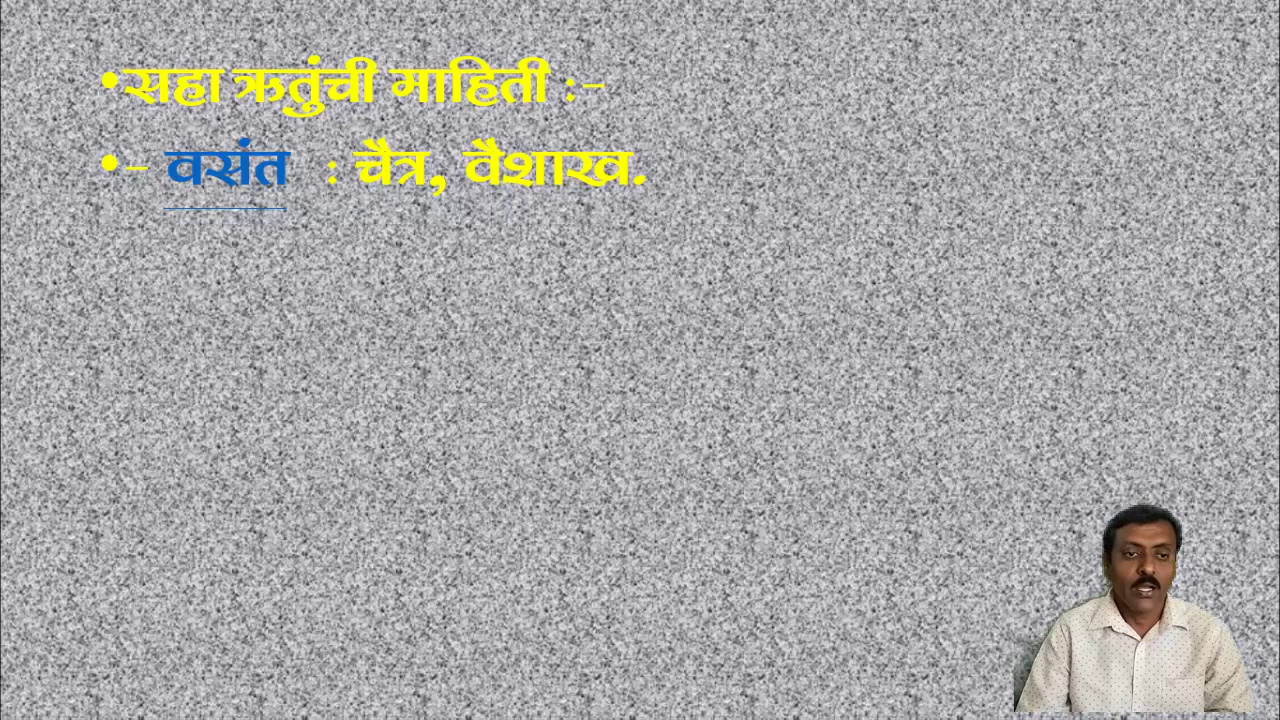 •सहा ऋतुंची माहिती :-
•- वसंत : चैत्र, वैशाख.